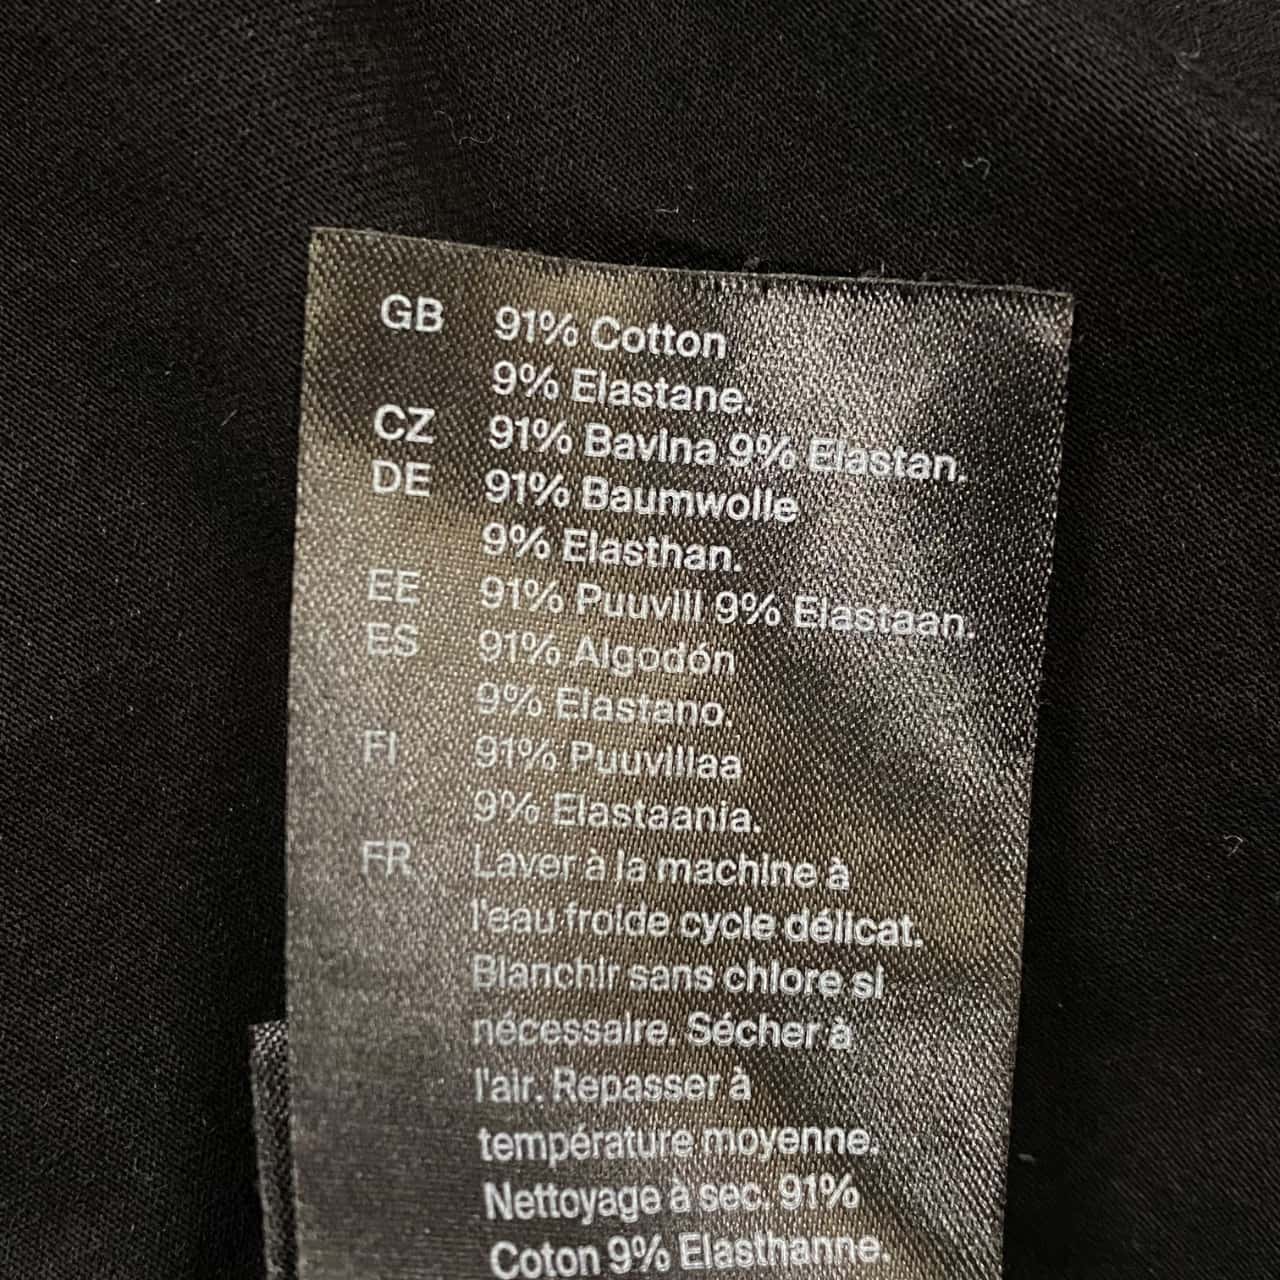 GB 91% Cotton
9% Elastane.
CZ 91% Bavlna 9% Elastan.
DE 91% Baumwolle
9% Elasthan.
EE 91% Puuvill 9% Elastaan.
ES 91% Algodón
9% Elastano.
FI 91% Puuvillaa
9% Elastaania.
FR Laver à la machine à
l'eau froide cycle délicat.
Blanchir sans chlore si
nécessaire. Sécher à
l'air. Repasser à
température moyenne.
Nettoyage à sec. 91%
Coton 9% Elasthanne.